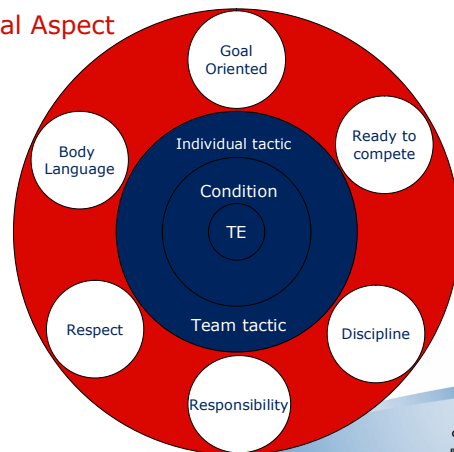 al Aspect
Goal
Oriented
Individual tactic
Ready to
compete
Body
Language
Condition
TE
Team tactic
Respect
Discipline
Responsibility